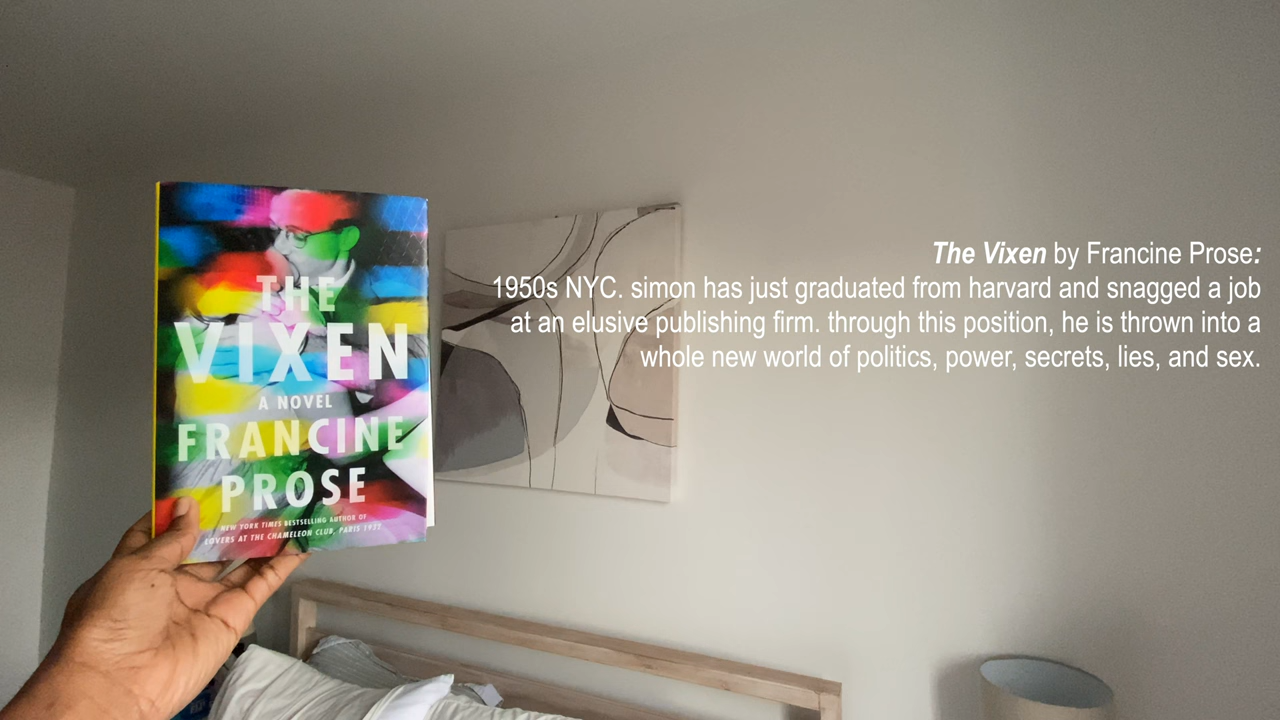 THE
VIXEN
A NOVEL
FRANCINE
PROSE
NEW YORK TIMES BESTSELLING AUTHOR OF
LOVERS AT THE CHAMELEON CLUB, PARIS 1932
The Vixen by Francine Prose:
1950s NYC. simon has just graduated from harvard and snagged a job
at an elusive publishing firm. through this position, he is thrown into a
whole new world of politics, power, secrets, lies, and sex.